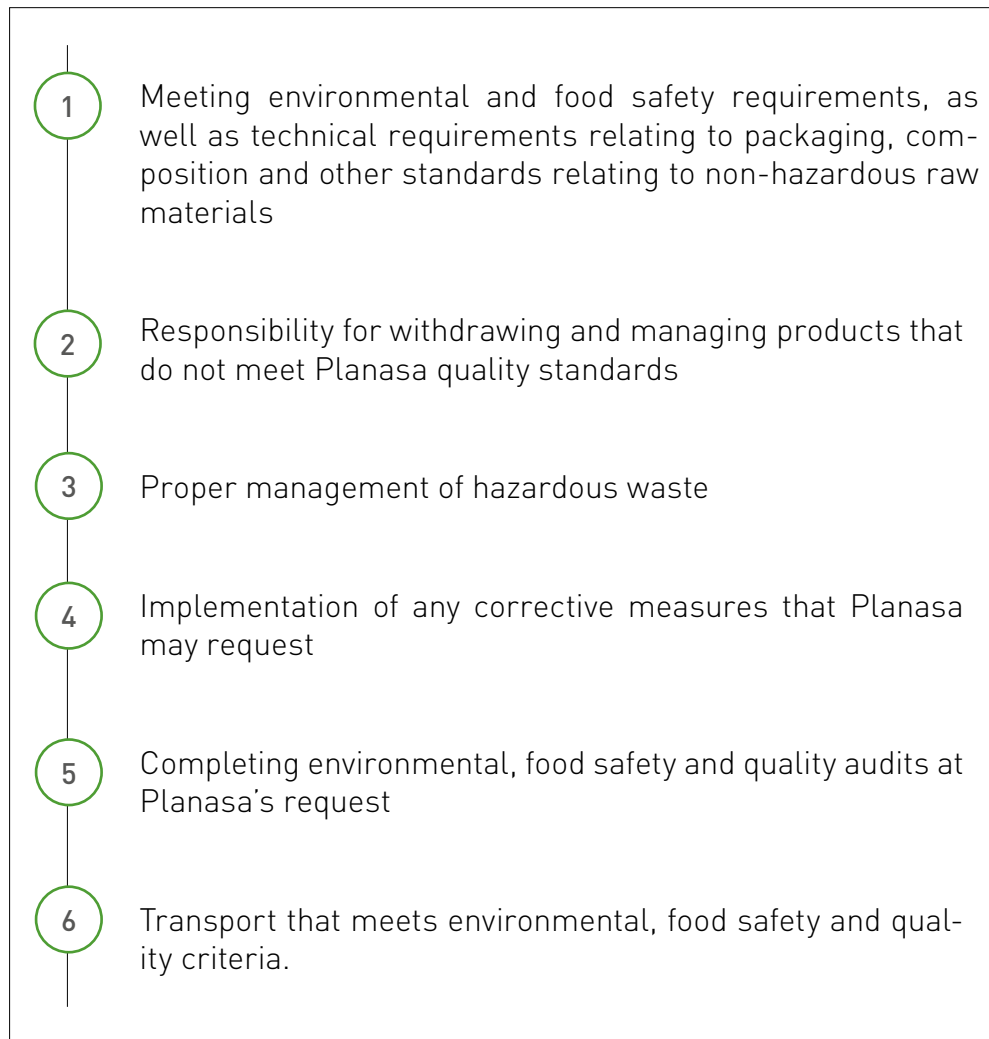 1
Meeting environmental and food safety requirements, as
well as technical requirements relating to packaging, com-
position and other standards relating to non-hazardous raw
materials
2
Responsibility for withdrawing and managing products that
do not meet Planasa quality standards
3
Proper management of hazardous waste
4
Implementation of any corrective measures that Planasa
may request
5
Completing environmental, food safety and quality audits at
Planasa's request
6
Transport that meets environmental, food safety and qual-
ity criteria.